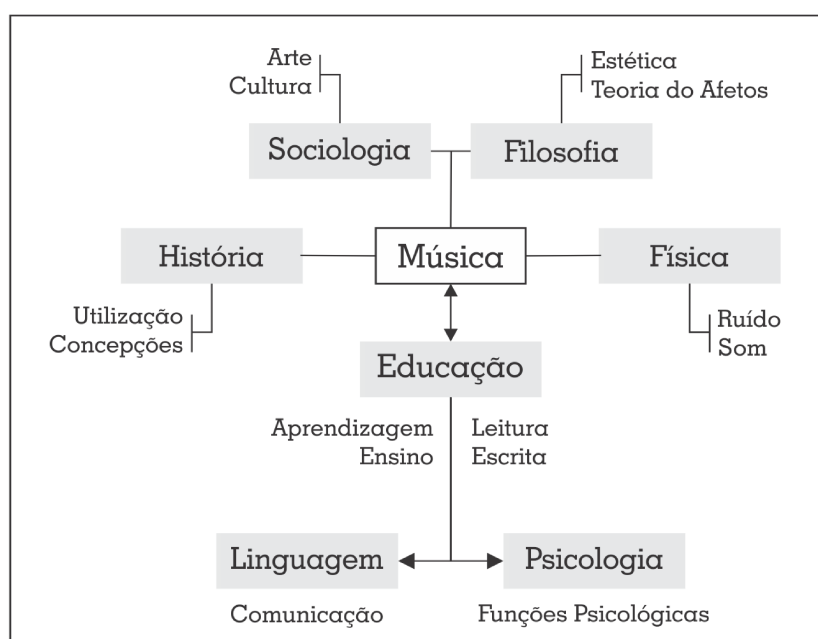 Arte
Cultura
Estética
Teoria do Afetos
Sociologia
Filosofia
História
Música
Física
Utilização
Concepções
Ruído
Som
Educação
Aprendizagem
Ensino
Leitura
Escrita
Linguagem
Psicologia
Comunicação
Funções Psicológicas